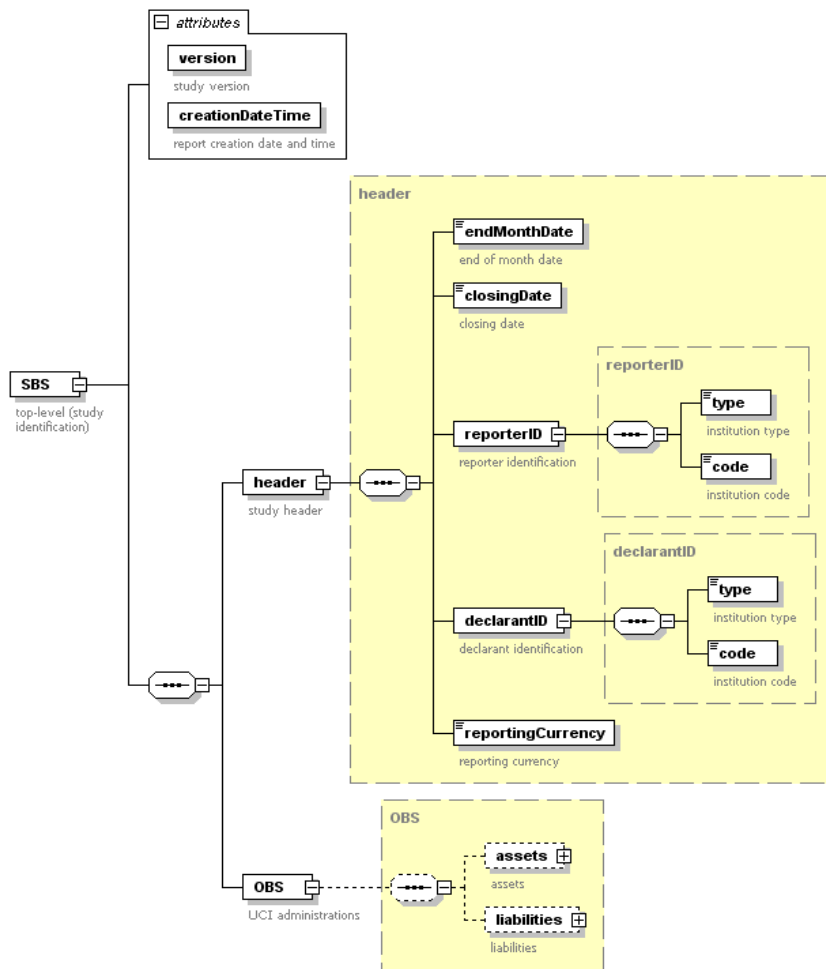 attributes
version
study version
creationDateTime
report creation date and time
header
endMonthDate
end of month date
closingDate
closing date
reporterID
type
institution type
SBS
top-level (study
identification)
reporterID
reporter identification
code
institution code
header
study header
declarantID
type
institution type
declarantID
declarant identification
code
institution code
reportingCurrency
reporting currency
OBS
assets
assets
OBS
UCI administrations
liabilities
liabilities